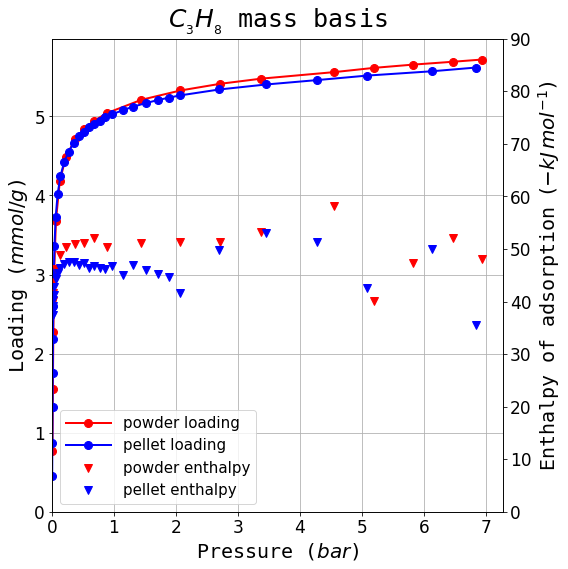 C₃H₈ mass basis
Loading (mmol/g)
5
4
3
2
1
0
90
80
70
60
50
40
30
20
10
0
Enthalpy of adsorption (−kJ mol⁻¹)
powder loading
pellet loading
powder enthalpy
pellet enthalpy
0 1 2 3 4 5 6 7
Pressure (bar)